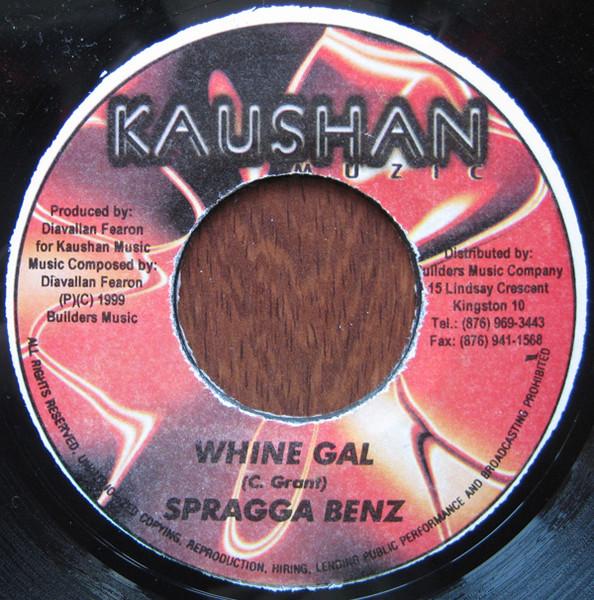 KAUSHAN
MUZIC
Produced by:
Diavallan Fearon
for Kaushan Music
Music Composed by:
Diavallan Fearon
(P)(C) 1999
Builders Music
Distributed by:
uilders Music Company
15 Lindsay Crescent
Kingston 10
Tel.: (876) 969-3443
Fax: (876) 941-1568
WHINE GAL
(C. Grant)
SPRAGGA BENZ
ALL RIGHTS RESERVED. UNAUTHORIZED COPYING, REPRODUCTION, HIRING, LENDING PUBLIC PERFORMANCE AND BROADCASTING PROHIBITED